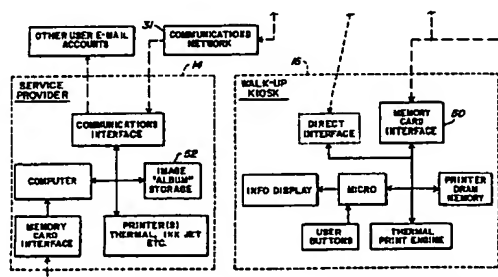 OTHER USER E-MAIL
ACCOUNTS
31
COMMUNICATIONS
NETWORK
14
SERVICE
PROVIDER
COMMUNICATIONS
INTERFACE
52
COMPUTER
IMAGE
"ALBUM"
STORAGE
MEMORY
CARD
INTERFACE
PRINTER(S)
THERMAL, INK JET
ETC.
16
WALK-UP
KIOSK
DIRECT
INTERFACE
MEMORY
CARD
INTERFACE
50
INFO DISPLAY
MICRO
PRINTER
DRAM
MEMORY
USER
BUTTONS
THERMAL
PRINT ENGINE